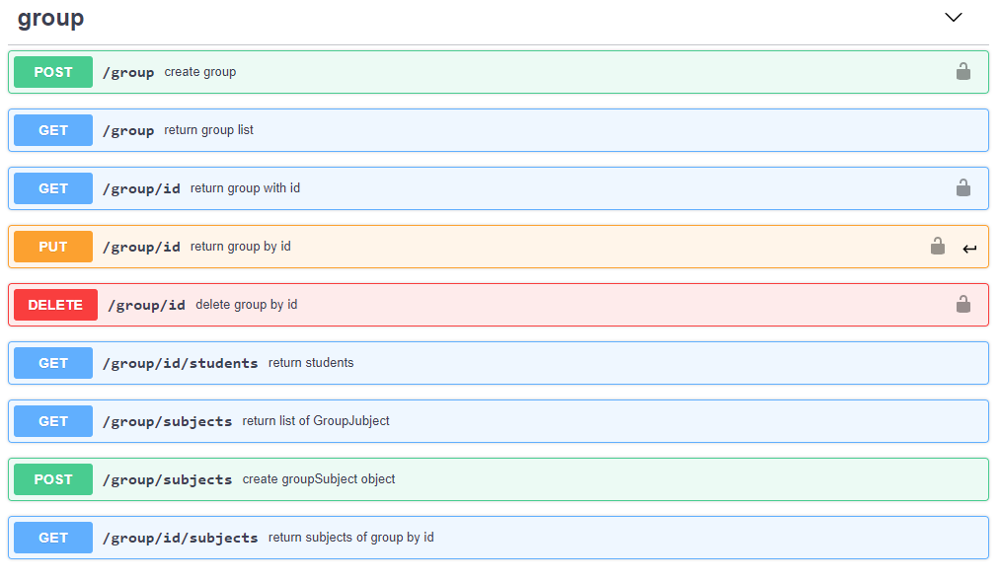 group
POST /group create group
GET /group return group list
GET /group/id return group with id
PUT /group/id return group by id
DELETE /group/id delete group by id
GET /group/id/students return students
GET /group/subjects return list of GroupJubject
POST /group/subjects create groupSubject object
GET /group/id/subjects return subjects of group by id